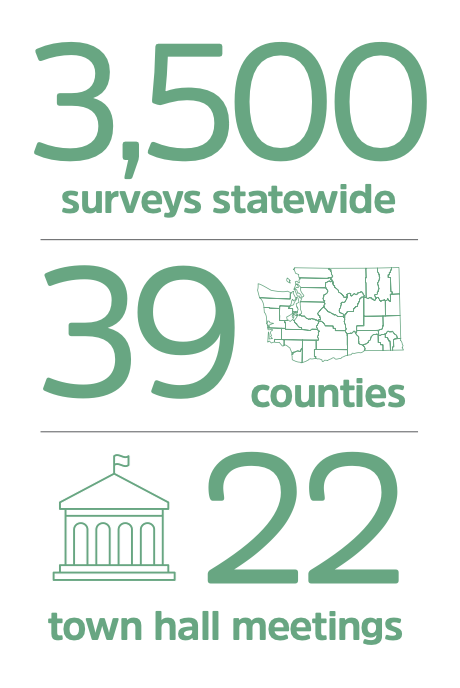 3,500
surveys statewide
39
counties
22
town hall meetings